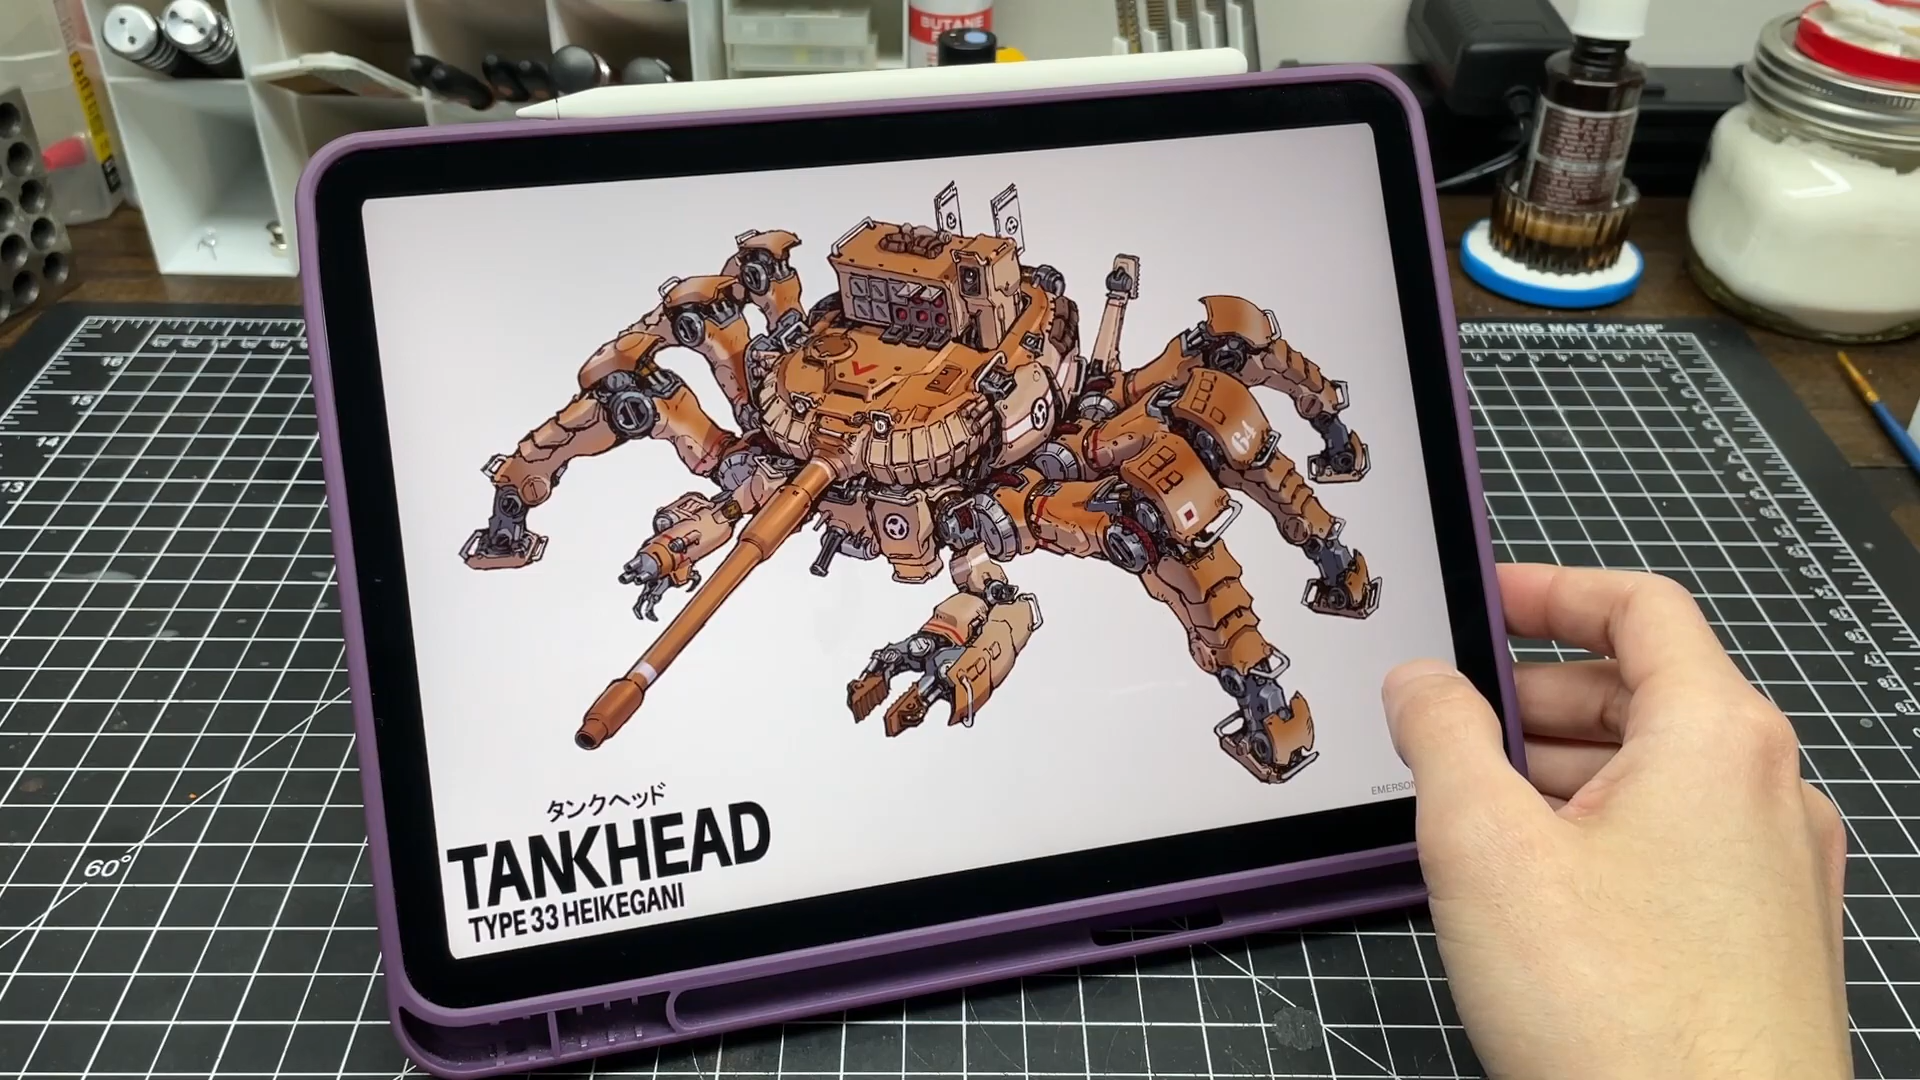 BUTANE
CUTTING MAT 24"x18"
16
15
14
13
60°
64
タンクヘッド
TANKHEAD
TYPE 33 HEIKEGANI
EMERSON